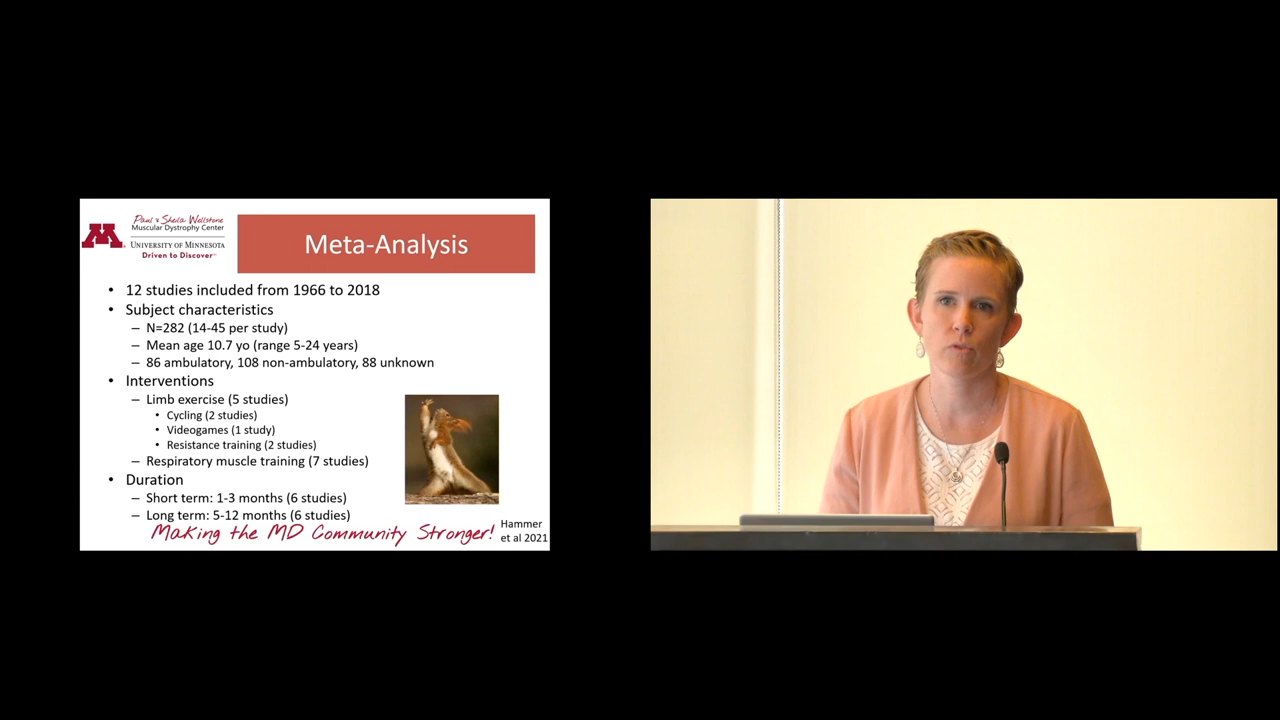 Paul & Sheila Wellstone
Muscular Dystrophy Center
UNIVERSITY OF MINNESOTA
Driven to Discover
Meta-Analysis
• 12 studies included from 1966 to 2018
• Subject characteristics
– N=282 (14-45 per study)
– Mean age 10.7 yo (range 5-24 years)
– 86 ambulatory, 108 non-ambulatory, 88 unknown
• Interventions
– Limb exercise (5 studies)
• Cycling (2 studies)
• Videogames (1 study)
• Resistance training (2 studies)
– Respiratory muscle training (7 studies)
• Duration
– Short term: 1-3 months (6 studies)
– Long term: 5-12 months (6 studies)
Making the MD Community Stronger!
Hammer
et al 2021